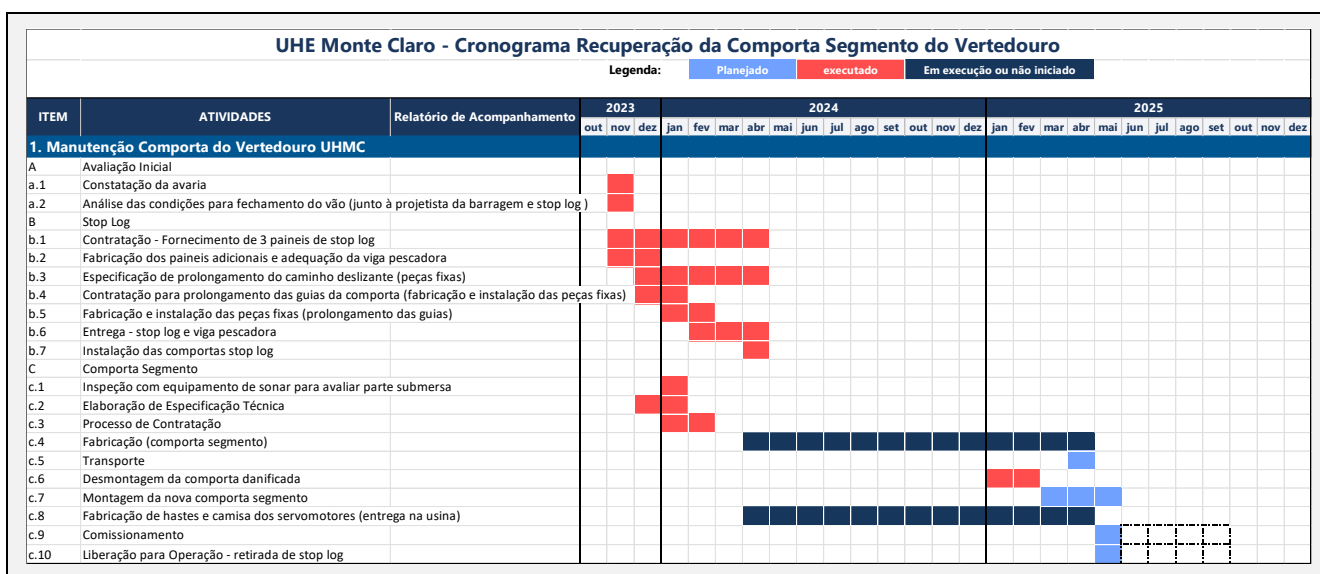 UHE Monte Claro - Cronograma Recuperação da Comporta Segmento do Vertedouro
Legenda: Planejado executado Em execução ou não iniciado
ITEM ATIVIDADES Relatório de Acompanhamento 2023 2024 2025
out nov dez jan fev mar abr mai jun jul ago set out nov dez jan fev mar abr mai jun jul ago set out nov dez
1. Manutenção Comporta do Vertedouro UHMC
A Avaliação Inicial
a.1 Constatação da avaria
a.2 Análise das condições para fechamento do vão (junto à projetista da barragem e stop log )
B Stop Log
b.1 Contratação - Fornecimento de 3 paineis de stop log
b.2 Fabricação dos paineis adicionais e adequação da viga pescadora
b.3 Especificação de prolongamento do caminho deslizante (peças fixas)
b.4 Contratação para prolongamento das guias da comporta (fabricação e instalação das peças fixas)
b.5 Fabricação e instalação das peças fixas (prolongamento das guias)
b.6 Entrega - stop log e viga pescadora
b.7 Instalação das comportas stop log
C Comporta Segmento
c.1 Inspeção com equipamento de sonar para avaliar parte submersa
c.2 Elaboração de Especificação Técnica
c.3 Processo de Contratação
c.4 Fabricação (comporta segmento)
c.5 Transporte
c.6 Desmontagem da comporta danificada
c.7 Montagem da nova comporta segmento
c.8 Fabricação de hastes e camisa dos servomotores (entrega na usina)
c.9 Comissionamento
c.10 Liberação para Operação - retirada de stop log